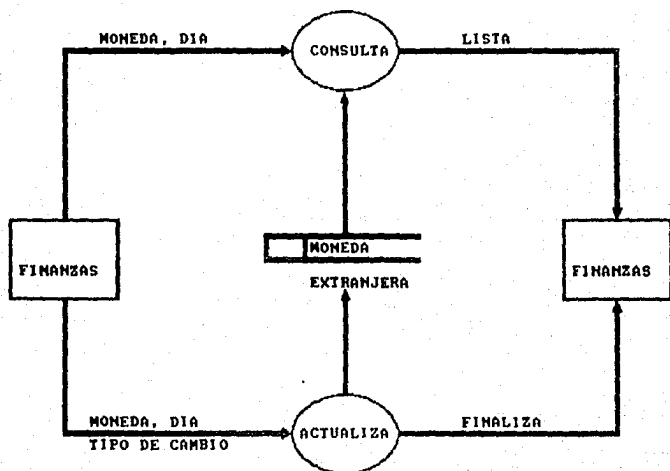 MONEDA, DIA
CONSULTA
LISTA
FINANZAS
MONEDA
EXTRANJERA
FINANZAS
MONEDA, DIA
TIPO DE CAMBIO
ACTUALIZA
FINALIZA